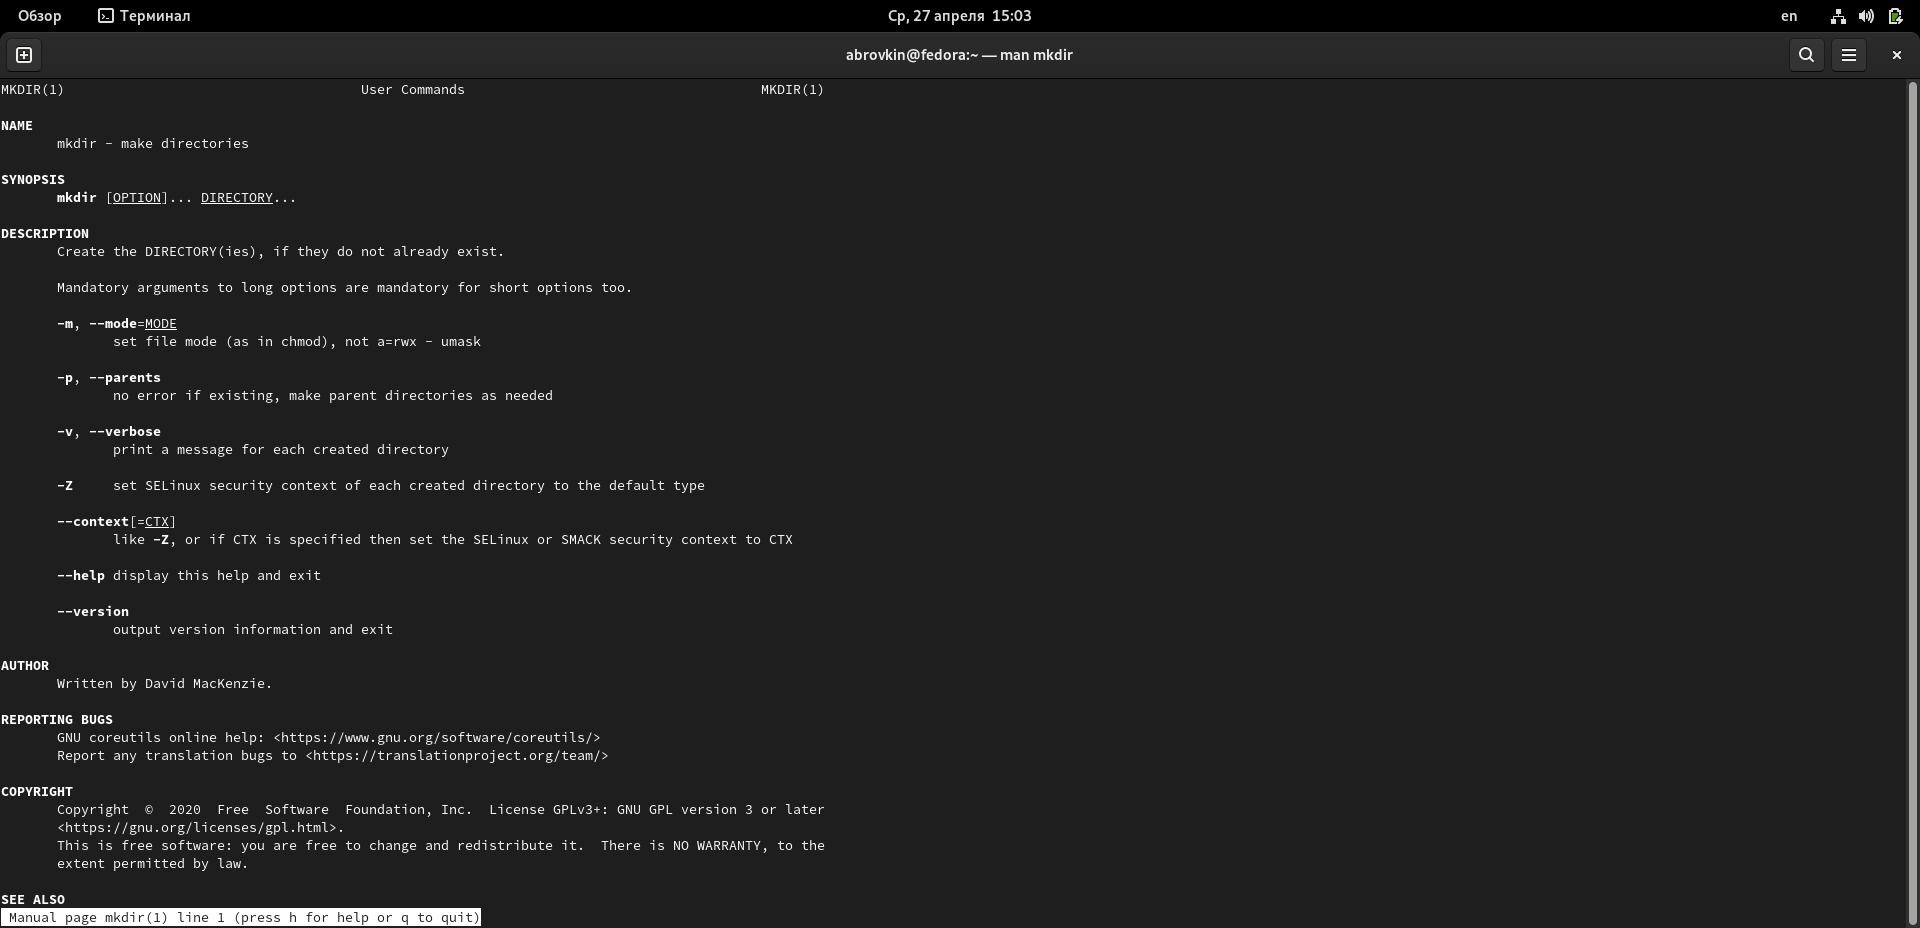 Обзор Терминал Ср, 27 апреля 15:03 en
abrovkin@fedora:~ — man mkdir
MKDIR(1) User Commands MKDIR(1)
NAME
mkdir - make directories
SYNOPSIS
mkdir [OPTION]... DIRECTORY...
DESCRIPTION
Create the DIRECTORY(ies), if they do not already exist.
Mandatory arguments to long options are mandatory for short options too.
-m, --mode=MODE
set file mode (as in chmod), not a=rwx - umask
-p, --parents
no error if existing, make parent directories as needed
-v, --verbose
print a message for each created directory
-Z set SELinux security context of each created directory to the default type
--context[=CTX]
like -Z, or if CTX is specified then set the SELinux or SMACK security context to CTX
--help display this help and exit
--version
output version information and exit
AUTHOR
Written by David MacKenzie.
REPORTING BUGS
GNU coreutils online help: <https://www.gnu.org/software/coreutils/>
Report any translation bugs to <https://translationproject.org/team/>
COPYRIGHT
Copyright © 2020 Free Software Foundation, Inc. License GPLv3+: GNU GPL version 3 or later
<https://gnu.org/licenses/gpl.html>.
This is free software: you are free to change and redistribute it. There is NO WARRANTY, to the
extent permitted by law.
SEE ALSO
Manual page mkdir(1) line 1 (press h for help or q to quit)